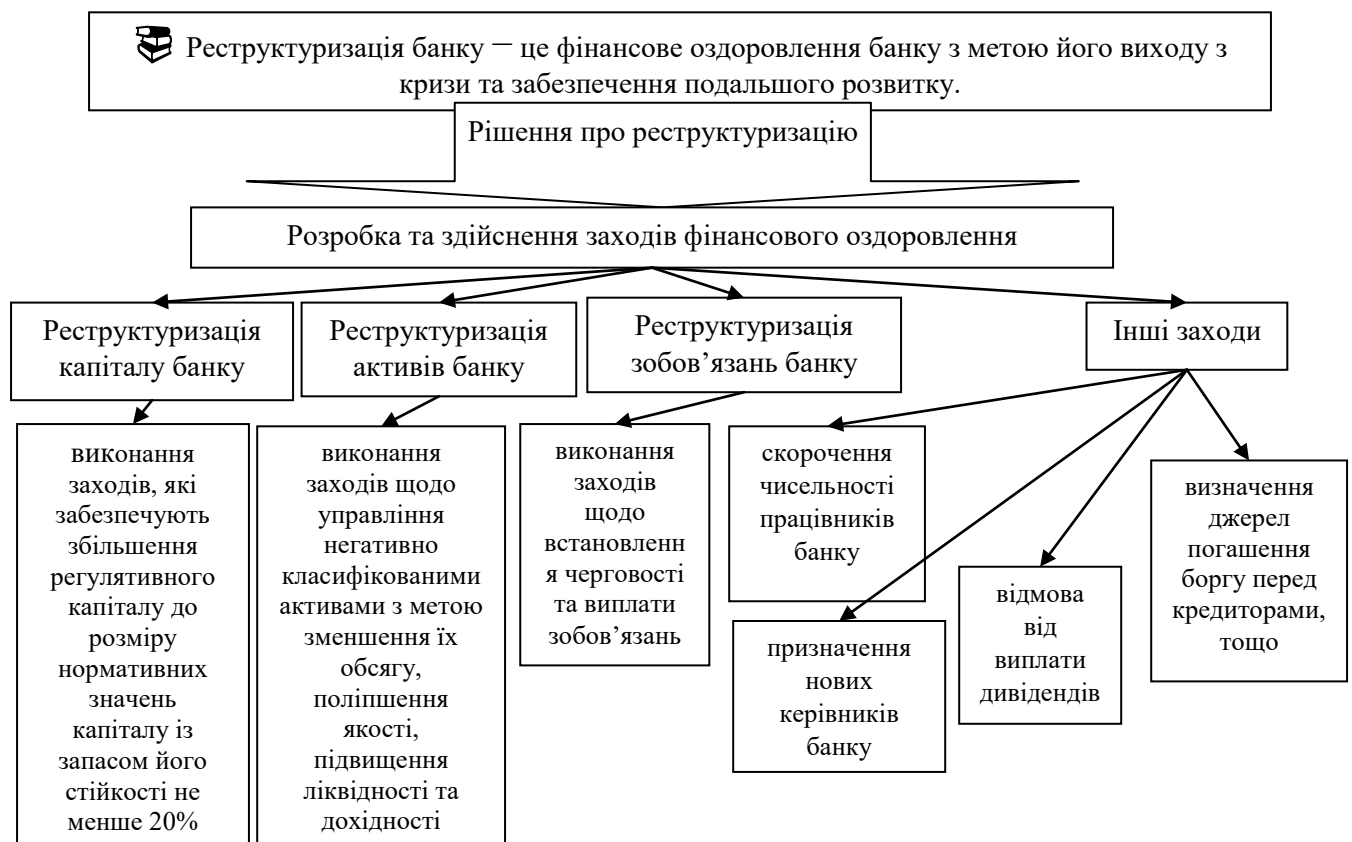 Реструктуризація банку — це фінансове оздоровлення банку з метою його виходу з
кризи та забезпечення подальшого розвитку.
Рішення про реструктуризацію
Розробка та здійснення заходів фінансового оздоровлення
Реструктуризація
капіталу банку
Реструктуризація
активів банку
Реструктуризація
зобов’язань банку
Інші заходи
виконання
заходів, які
забезпечують
збільшення
регулятивного
капіталу до
розміру
нормативних
значень
капіталу із
запасом його
стійкості не
менше 20%
виконання
заходів щодо
управління
негативно
класифікованими
активами з метою
зменшення їх
обсягу,
поліпшення
якості,
підвищення
ліквідності та
дохідності
виконання
заходів
щодо
встановленн
я черговості
та виплати
зобов’язань
скорочення
чисельності
працівників
банку
призначення
нових
керівників
банку
відмова
від
виплати
дивідендів
визначення
джерел
погашення
боргу перед
кредиторами,
тощо